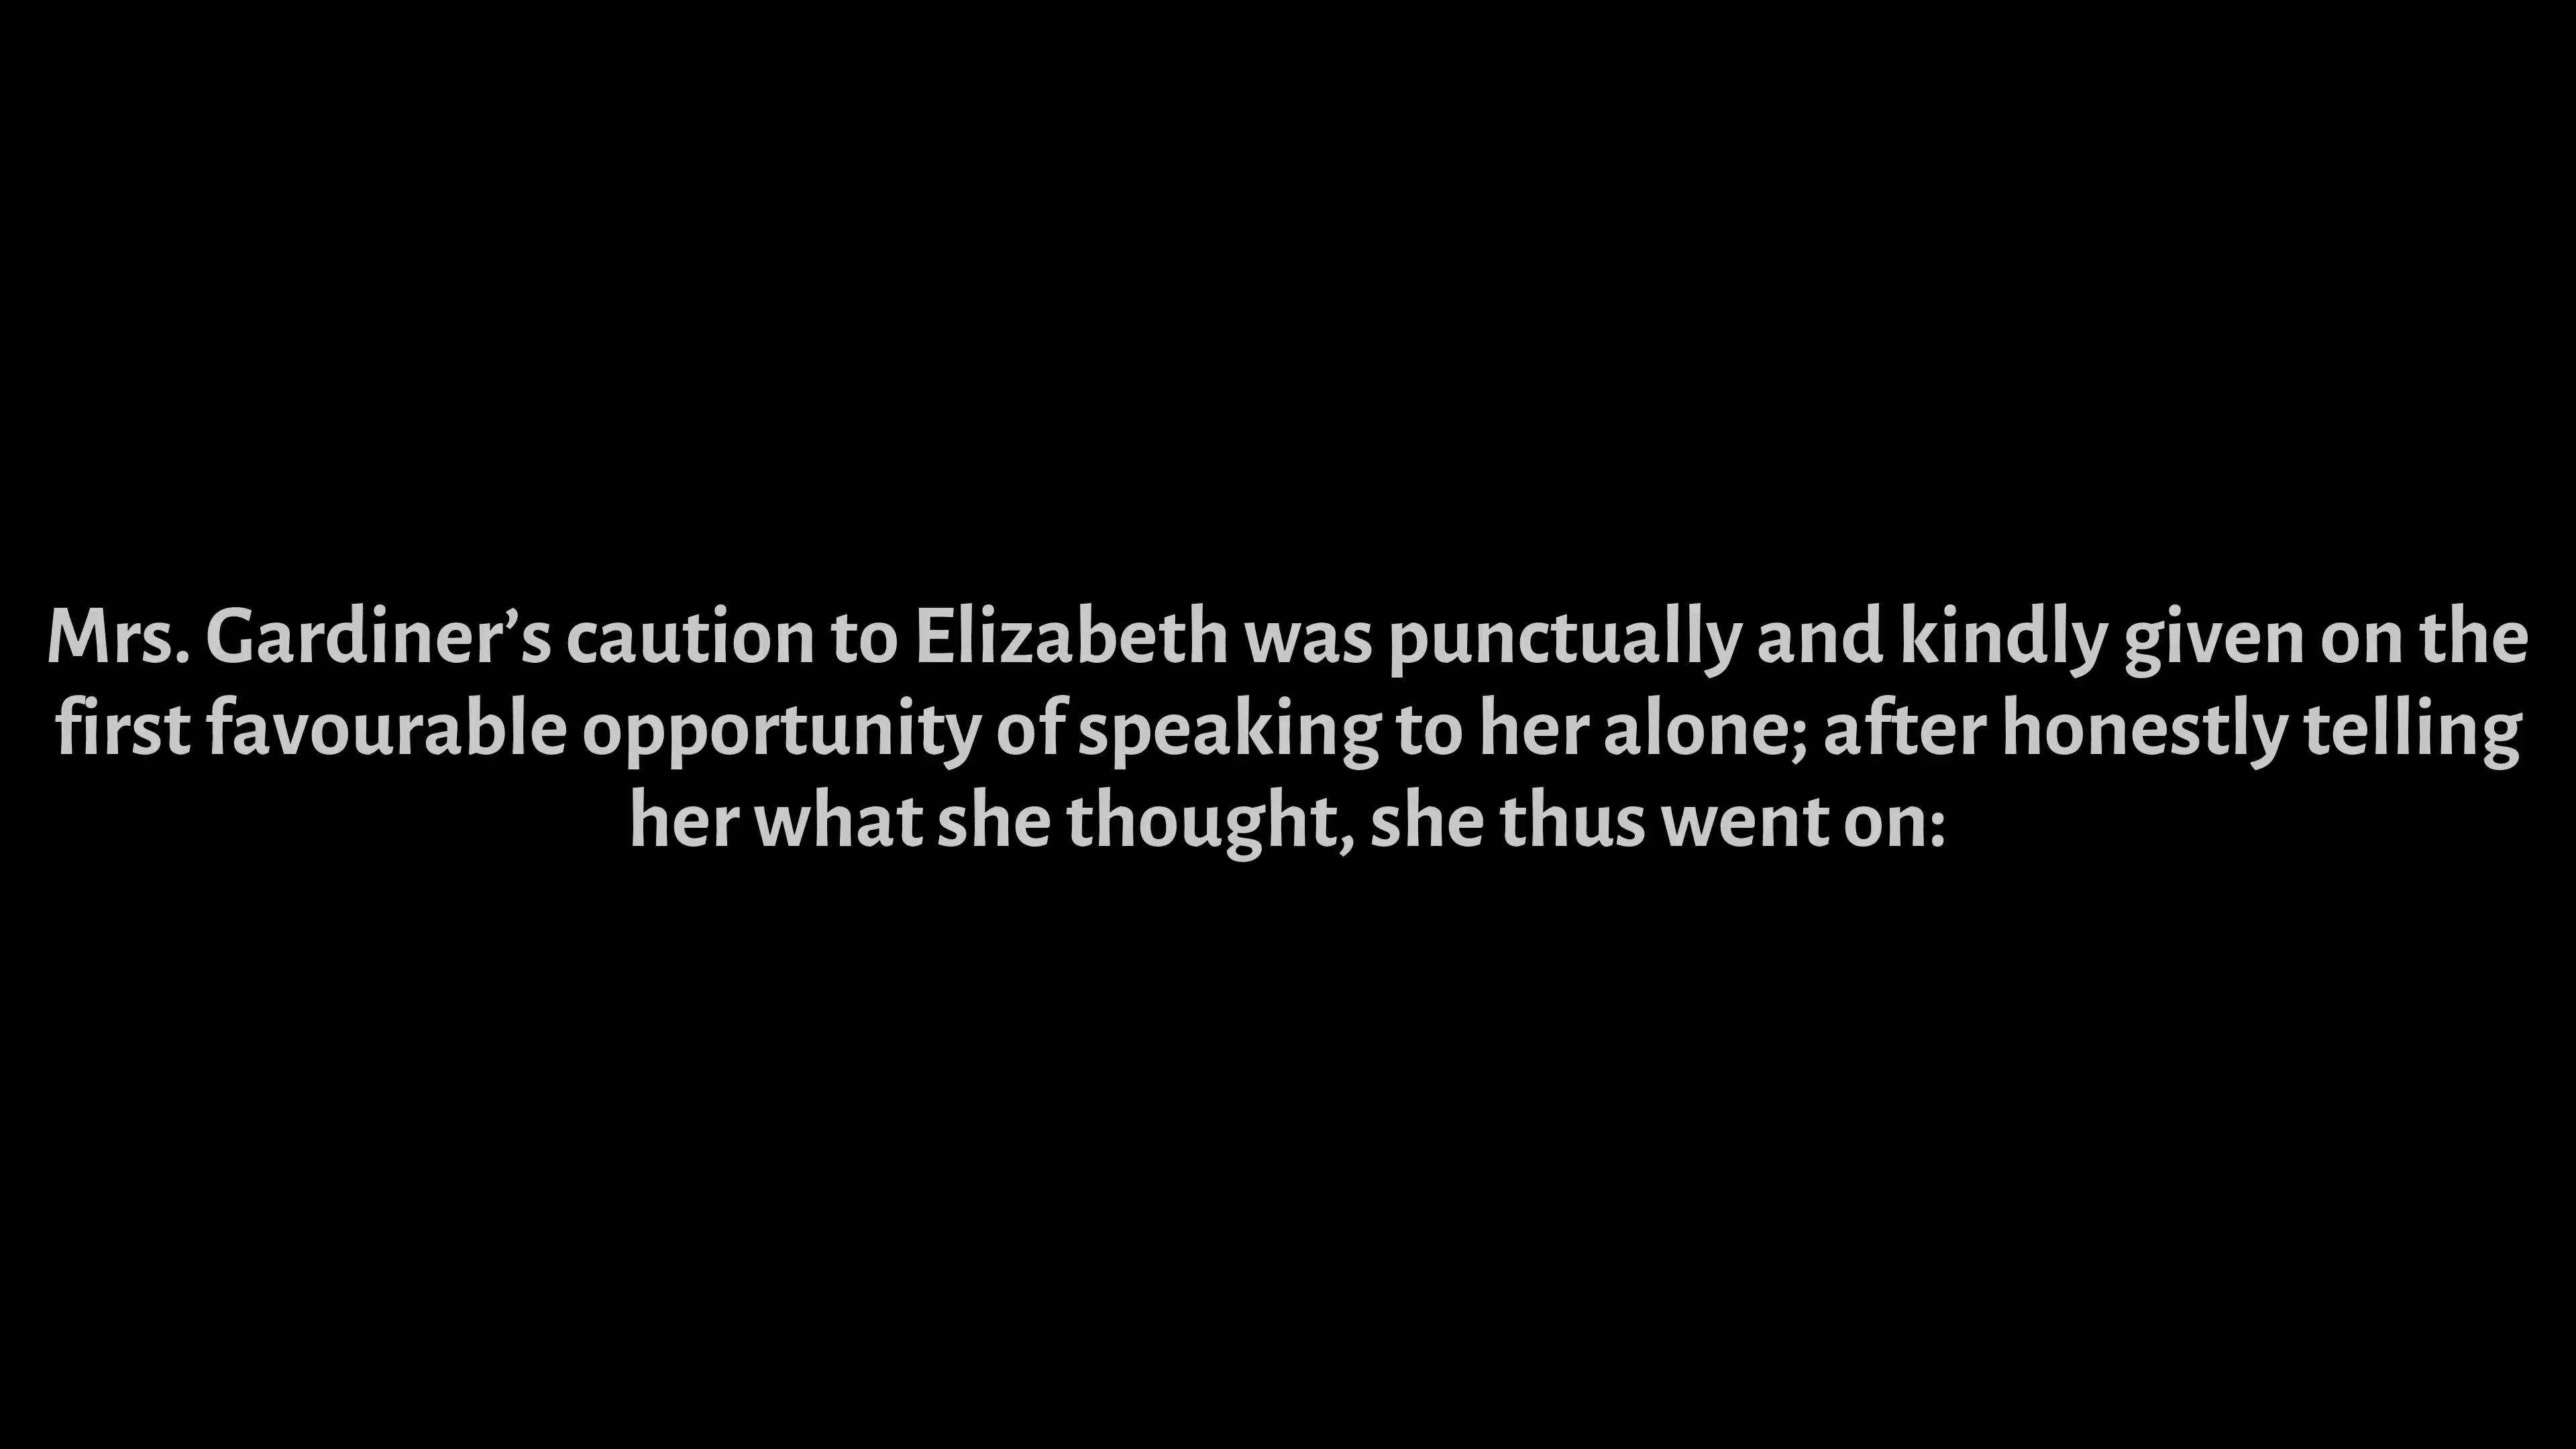 Mrs. Gardiner’s caution to Elizabeth was punctually and kindly given on the
first favourable opportunity of speaking to her alone; after honestly telling
her what she thought, she thus went on: